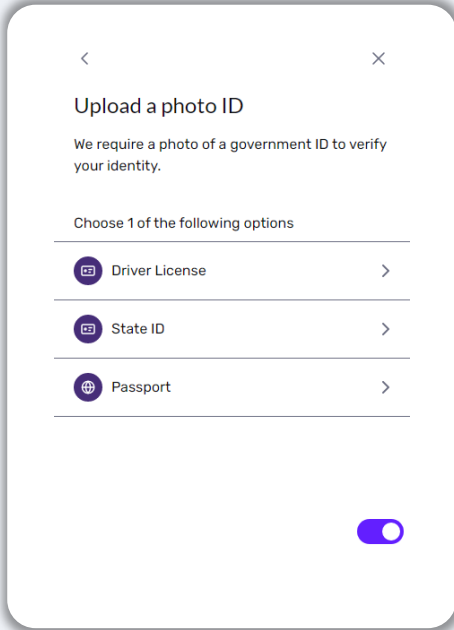 Upload a photo ID
We require a photo of a government ID to verify
your identity.
Choose 1 of the following options
Driver License
State ID
Passport